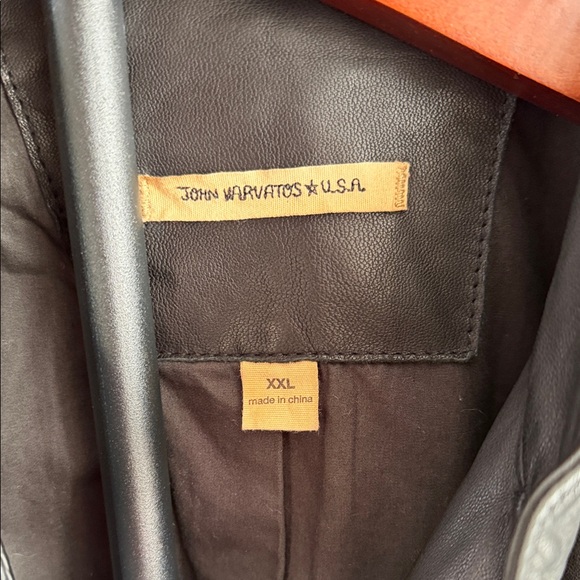 JOHN VARVATOS ★ U.S.A.
XXL
made in china